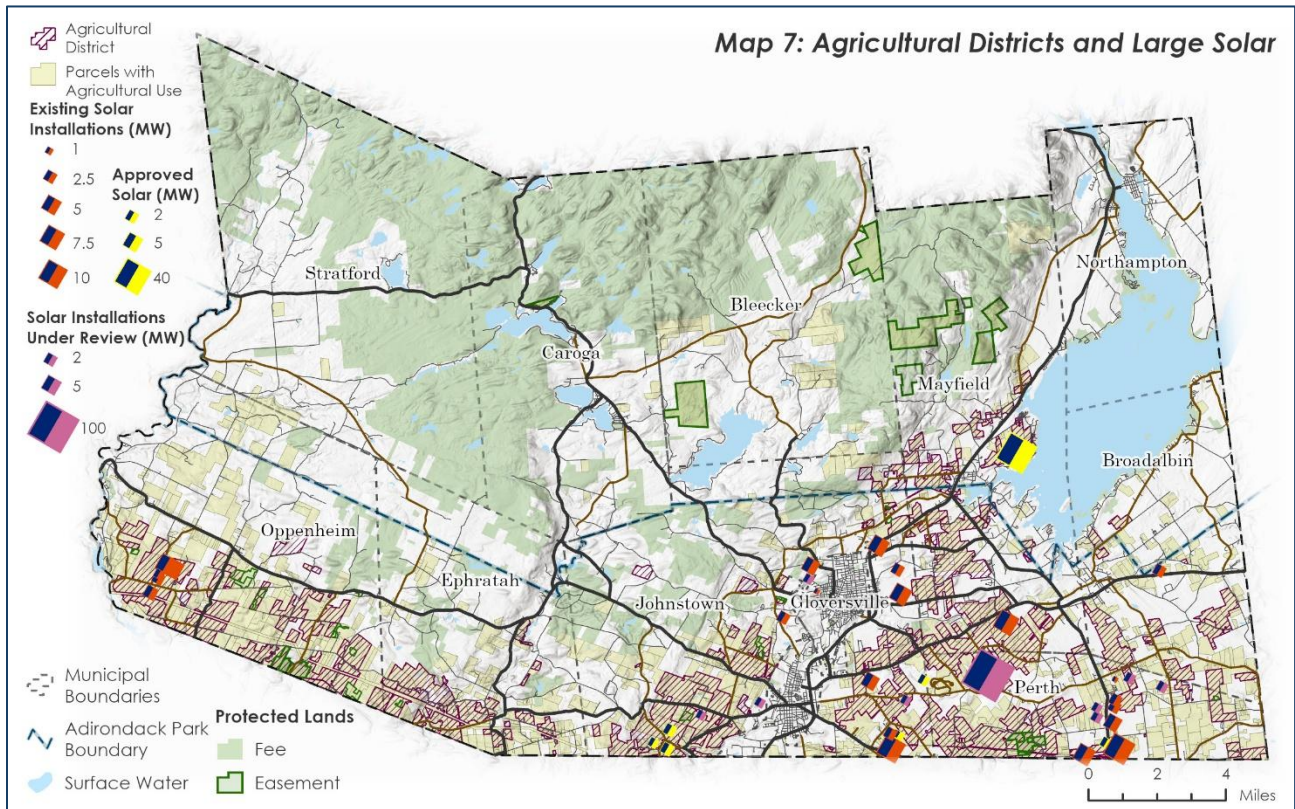 Map 7: Agricultural Districts and Large Solar
Agricultural
District
Parcels with
Agricultural Use
Existing Solar
Installations (MW)
1
2.5
5
7.5
10
Approved
Solar (MW)
2
5
40
Solar Installations
Under Review (MW)
2
5
100
Stratford
Bleecker
Northampton
Caroga
Mayfield
Broadalbin
Oppenheim
Ephratah
Johnstown
Gloversville
Perth
Municipal
Boundaries
Adirondack Park
Boundary
Surface Water
Protected Lands
Fee
Easement
0 2 4
Miles